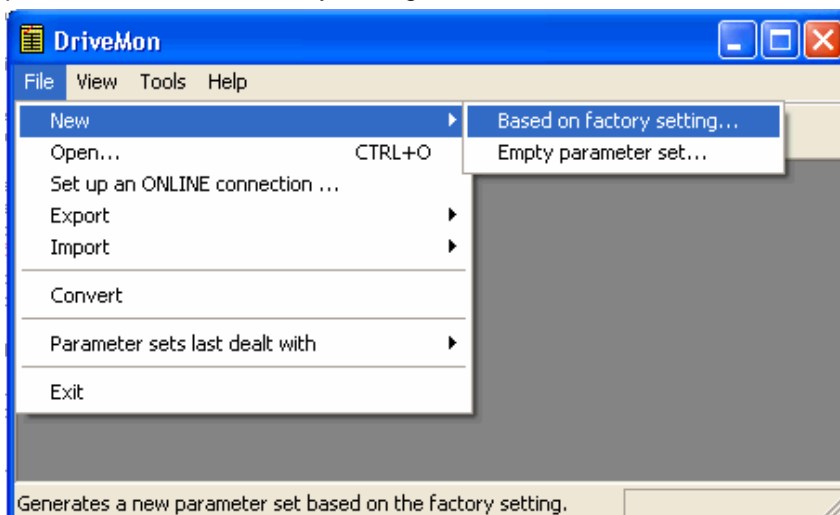 DriveMon
File View Tools Help
New
Based on factory setting...
Open... CTRL+O
Empty parameter set...
Set up an ONLINE connection ...
Export
Import
Convert
Parameter sets last dealt with
Exit
Generates a new parameter set based on the factory setting.